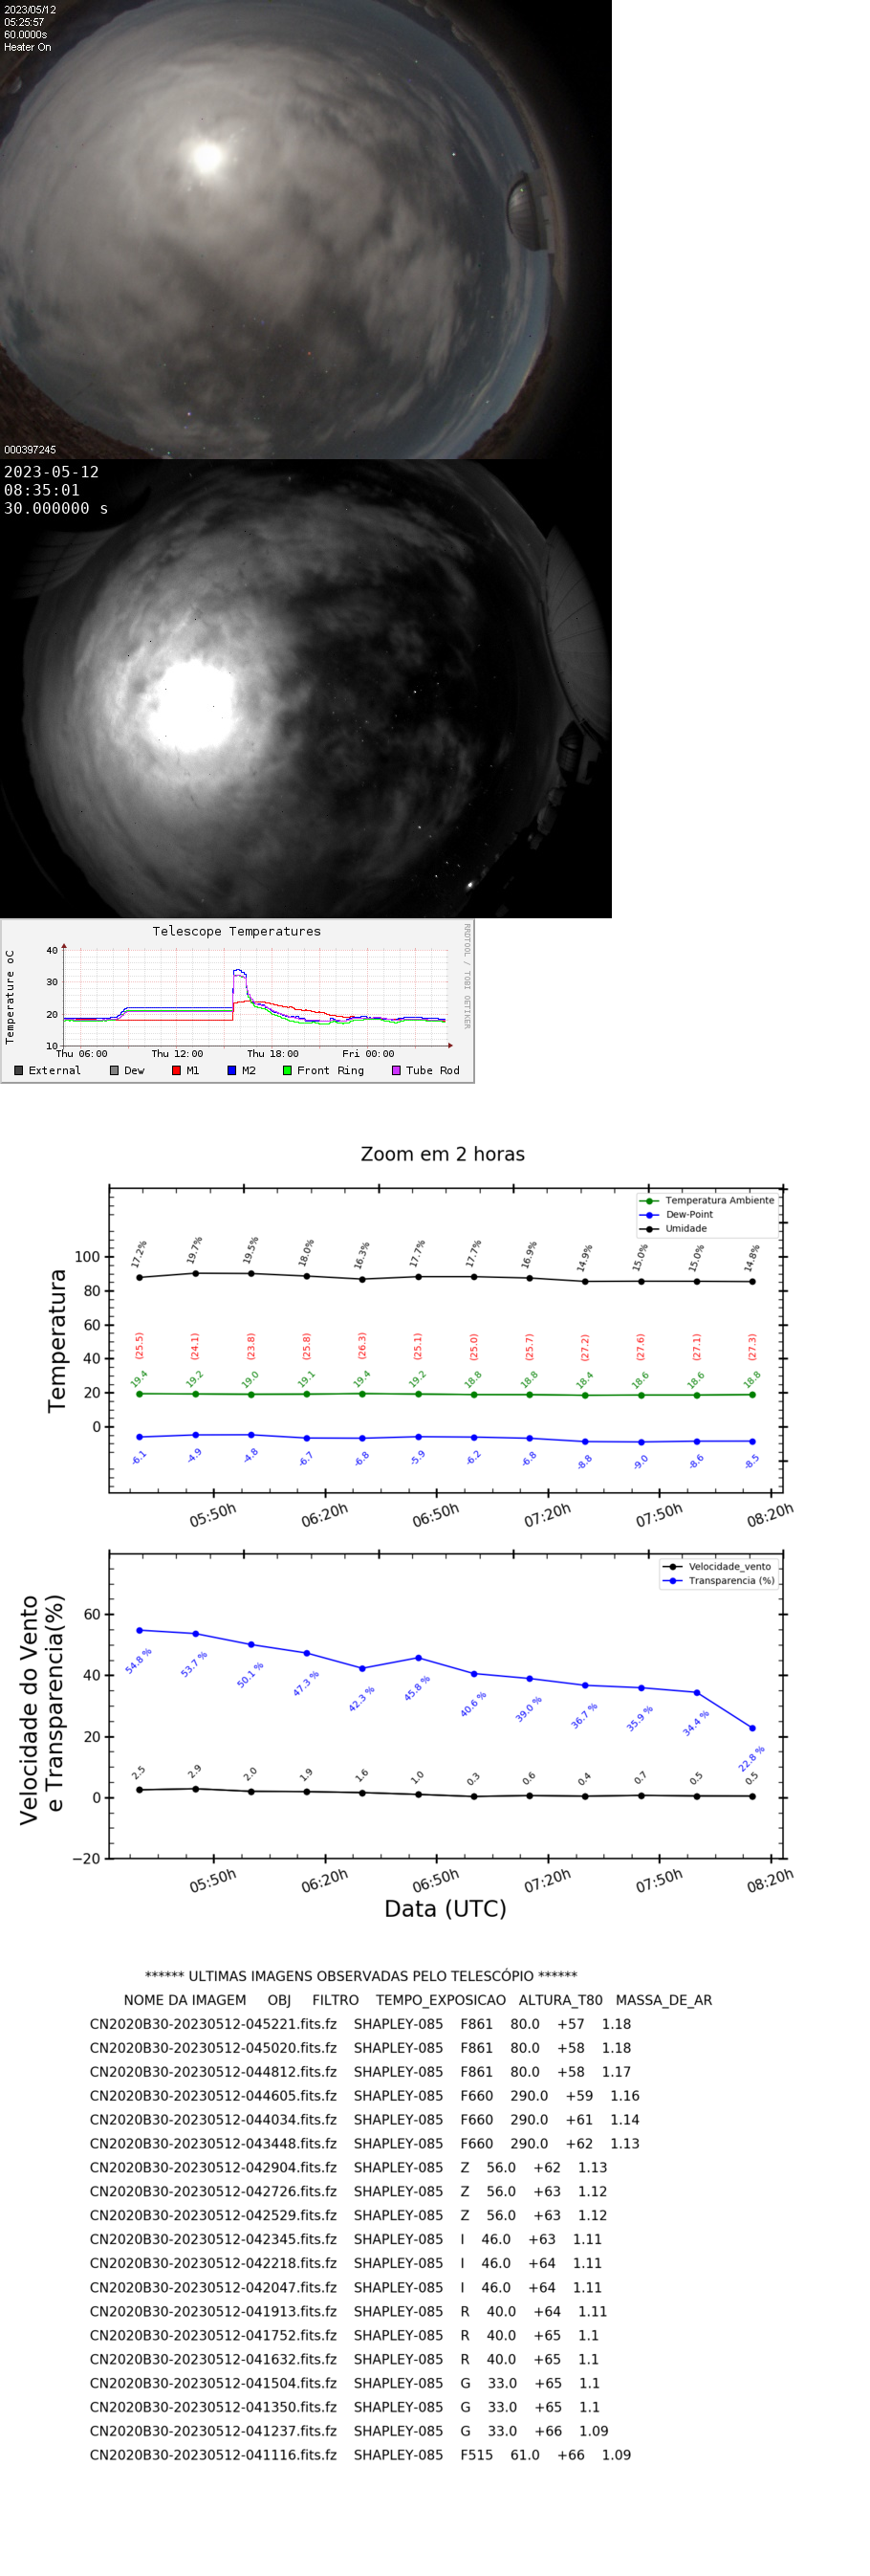 2023/05/12
05:25:57
60.0000s
Heater On
000397245
2023-05-12
08:35:01
30.000000 s
Telescope Temperatures
RRDTOOL / TOBI OETIKER
Temperature oC
40
30
20
10
Thu 06:00 Thu 12:00 Thu 18:00 Fri 00:00
External Dew M1 M2 Front Ring Tube Rod
Zoom em 2 horas
Temperatura Ambiente
Dew-Point
Umidade
Temperatura
100
80
60
40
20
0
17.2% 19.7% 19.5% 18.0% 16.3% 17.7% 17.7% 16.9% 14.9% 15.0% 15.0% 14.8%
(25.5) (24.1) (23.8) (25.8) (26.3) (25.1) (25.0) (25.7) (27.2) (27.6) (27.1) (27.3)
19.4 19.2 19.0 19.1 19.4 19.2 18.8 18.8 18.4 18.6 18.6 18.8
-6.1 -4.9 -4.8 -6.7 -6.8 -5.9 -6.2 -6.8 -8.8 -9.0 -8.6 -8.5
05:50h 06:20h 06:50h 07:20h 07:50h 08:20h
Velocidade_vento
Transparencia (%)
Velocidade do Vento
e Transparencia(%)
60
40
20
0
−20
54.8 % 53.7 % 50.1 % 47.3 % 42.3 % 45.8 % 40.6 % 39.0 % 36.7 % 35.9 % 34.4 % 22.8 %
2.5 2.9 2.0 1.9 1.6 1.0 0.3 0.6 0.4 0.7 0.5 0.5
05:50h 06:20h 06:50h 07:20h 07:50h 08:20h
Data (UTC)
****** ULTIMAS IMAGENS OBSERVADAS PELO TELESCÓPIO ******
NOME DA IMAGEM OBJ FILTRO TEMPO_EXPOSICAO ALTURA_T80 MASSA_DE_AR
CN2020B30-20230512-045221.fits.fz SHAPLEY-085 F861 80.0 +57 1.18
CN2020B30-20230512-045020.fits.fz SHAPLEY-085 F861 80.0 +58 1.18
CN2020B30-20230512-044812.fits.fz SHAPLEY-085 F861 80.0 +58 1.17
CN2020B30-20230512-044605.fits.fz SHAPLEY-085 F660 290.0 +59 1.16
CN2020B30-20230512-044034.fits.fz SHAPLEY-085 F660 290.0 +61 1.14
CN2020B30-20230512-043448.fits.fz SHAPLEY-085 F660 290.0 +62 1.13
CN2020B30-20230512-042904.fits.fz SHAPLEY-085 Z 56.0 +62 1.13
CN2020B30-20230512-042726.fits.fz SHAPLEY-085 Z 56.0 +63 1.12
CN2020B30-20230512-042529.fits.fz SHAPLEY-085 Z 56.0 +63 1.12
CN2020B30-20230512-042345.fits.fz SHAPLEY-085 I 46.0 +63 1.11
CN2020B30-20230512-042218.fits.fz SHAPLEY-085 I 46.0 +64 1.11
CN2020B30-20230512-042047.fits.fz SHAPLEY-085 I 46.0 +64 1.11
CN2020B30-20230512-041913.fits.fz SHAPLEY-085 R 40.0 +64 1.11
CN2020B30-20230512-041752.fits.fz SHAPLEY-085 R 40.0 +65 1.1
CN2020B30-20230512-041632.fits.fz SHAPLEY-085 R 40.0 +65 1.1
CN2020B30-20230512-041504.fits.fz SHAPLEY-085 G 33.0 +65 1.1
CN2020B30-20230512-041350.fits.fz SHAPLEY-085 G 33.0 +65 1.1
CN2020B30-20230512-041237.fits.fz SHAPLEY-085 G 33.0 +66 1.09
CN2020B30-20230512-041116.fits.fz SHAPLEY-085 F515 61.0 +66 1.09